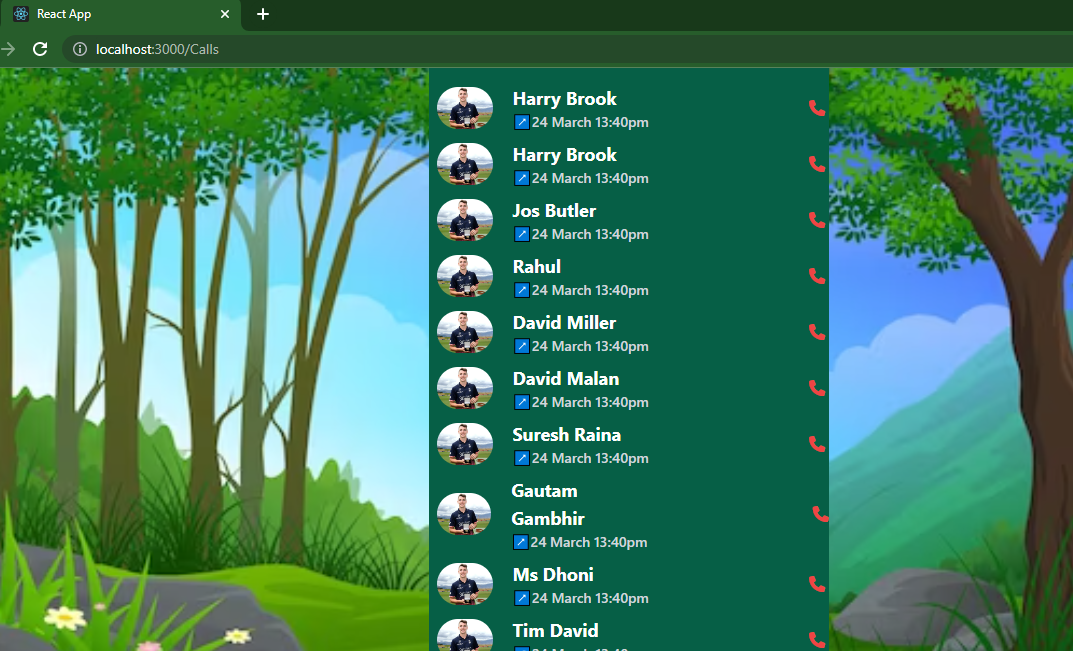 React App
localhost:3000/Calls
Harry Brook
24 March 13:40pm
Harry Brook
24 March 13:40pm
Jos Butler
24 March 13:40pm
Rahul
24 March 13:40pm
David Miller
24 March 13:40pm
David Malan
24 March 13:40pm
Suresh Raina
24 March 13:40pm
Gautam
Gambhir
24 March 13:40pm
Ms Dhoni
24 March 13:40pm
Tim David